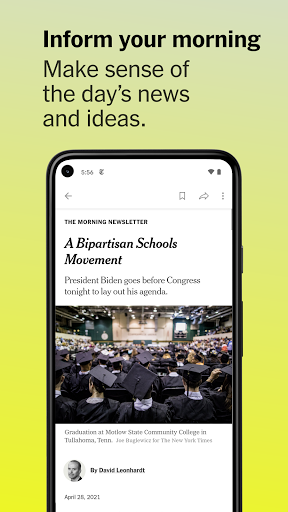 Inform your morning
Make sense of
the day's news
and ideas.
5:56
THE MORNING NEWSLETTER
A Bipartisan Schools
Movement
President Biden goes before Congress
tonight to lay out his agenda.
Graduation at Motlow State Community College in
Tullahoma, Tenn. Joe Buglewicz for The New York Times
By David Leonhardt
April 28, 2021